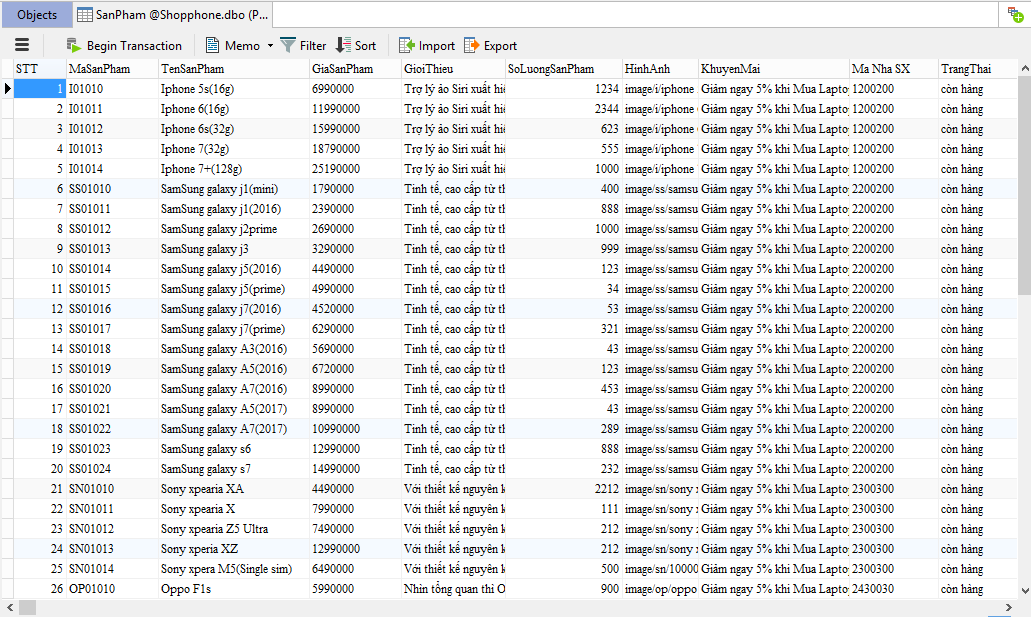 Objects SanPham @Shopphone.dbo (P...
Begin Transaction Memo Filter Sort Import Export
STT MaSanPham TenSanPham GiaSanPham GioiThieu SoLuongSanPham HinhAnh KhuyenMai Ma Nha SX TrangThai
1 I01010 Iphone 5s(16g) 6990000 Trợ lý ảo Siri xuất hiệ 1234 image/i/iphone Giảm ngay 5% khi Mua Lapto 1200200 còn hàng
2 I01011 Iphone 6(16g) 11990000 Trợ lý ảo Siri xuất hiệ 2344 image/i/iphone Giảm ngay 5% khi Mua Lapto 1200200 còn hàng
3 I01012 Iphone 6s(32g) 15990000 Trợ lý ảo Siri xuất hiệ 623 image/i/iphone Giảm ngay 5% khi Mua Lapto 1200200 còn hàng
4 I01013 Iphone 7(32g) 18790000 Trợ lý ảo Siri xuất hiệ 555 image/i/iphone Giảm ngay 5% khi Mua Lapto 1200200 còn hàng
5 I01014 Iphone 7+(128g) 25190000 Trợ lý ảo Siri xuất hiệ 1000 image/i/iphone Giảm ngay 5% khi Mua Lapto 1200200 còn hàng
6 SS01010 SamSung galaxy j1(mini) 1790000 Tinh tế, cao cấp từ th 400 image/ss/samsu Giảm ngay 5% khi Mua Lapto 2200200 còn hàng
7 SS01011 SamSung galaxy j1(2016) 2390000 Tinh tế, cao cấp từ th 888 image/ss/samsu Giảm ngay 5% khi Mua Lapto 2200200 còn hàng
8 SS01012 SamSung galaxy j2prime 2690000 Tinh tế, cao cấp từ th 1000 image/ss/samsu Giảm ngay 5% khi Mua Lapto 2200200 còn hàng
9 SS01013 SamSung galaxy j3 3290000 Tinh tế, cao cấp từ th 999 image/ss/samsu Giảm ngay 5% khi Mua Lapto 2200200 còn hàng
10 SS01014 SamSung galaxy j5(2016) 4490000 Tinh tế, cao cấp từ th 123 image/ss/samsu Giảm ngay 5% khi Mua Lapto 2200200 còn hàng
11 SS01015 SamSung galaxy j5(prime) 4990000 Tinh tế, cao cấp từ th 34 image/ss/samsu Giảm ngay 5% khi Mua Lapto 2200200 còn hàng
12 SS01016 SamSung galaxy j7(2016) 4520000 Tinh tế, cao cấp từ th 53 image/ss/samsu Giảm ngay 5% khi Mua Lapto 2200200 còn hàng
13 SS01017 SamSung galaxy j7(prime) 6290000 Tinh tế, cao cấp từ th 321 image/ss/samsu Giảm ngay 5% khi Mua Lapto 2200200 còn hàng
14 SS01018 SamSung galaxy A3(2016) 5690000 Tinh tế, cao cấp từ th 43 image/ss/samsu Giảm ngay 5% khi Mua Lapto 2200200 còn hàng
15 SS01019 SamSung galaxy A5(2016) 6720000 Tinh tế, cao cấp từ th 123 image/ss/samsu Giảm ngay 5% khi Mua Lapto 2200200 còn hàng
16 SS01020 SamSung galaxy A7(2016) 8990000 Tinh tế, cao cấp từ th 453 image/ss/samsu Giảm ngay 5% khi Mua Lapto 2200200 còn hàng
17 SS01021 SamSung galaxy A5(2017) 8990000 Tinh tế, cao cấp từ th 43 image/ss/samsu Giảm ngay 5% khi Mua Lapto 2200200 còn hàng
18 SS01022 SamSung galaxy A7(2017) 10990000 Tinh tế, cao cấp từ th 289 image/ss/samsu Giảm ngay 5% khi Mua Lapto 2200200 còn hàng
19 SS01023 SamSung galaxy s6 12990000 Tinh tế, cao cấp từ th 888 image/ss/samsu Giảm ngay 5% khi Mua Lapto 2200200 còn hàng
20 SS01024 SamSung galaxy s7 14990000 Tinh tế, cao cấp từ th 232 image/ss/samsu Giảm ngay 5% khi Mua Lapto 2200200 còn hàng
21 SN01010 Sony xpearia XA 4490000 Với thiết kế nguyên k 2212 image/sn/sony x Giảm ngay 5% khi Mua Lapto 2300300 còn hàng
22 SN01011 Sony xpearia X 7990000 Với thiết kế nguyên k 111 image/sn/sony x Giảm ngay 5% khi Mua Lapto 2300300 còn hàng
23 SN01012 Sony xpearia Z5 Ultra 7490000 Với thiết kế nguyên k 212 image/sn/sony x Giảm ngay 5% khi Mua Lapto 2300300 còn hàng
24 SN01013 Sony xperia XZ 12990000 Với thiết kế nguyên k 212 image/sn/sony x Giảm ngay 5% khi Mua Lapto 2300300 còn hàng
25 SN01014 Sony xpera M5(Single sim) 6490000 Với thiết kế nguyên k 500 image/sn/10000 Giảm ngay 5% khi Mua Lapto 2300300 còn hàng
26 OP01010 Oppo F1s 5990000 Nhìn tổng quan thì O 900 image/op/oppo Giảm ngay 5% khi Mua Lapto 2430030 còn hàng